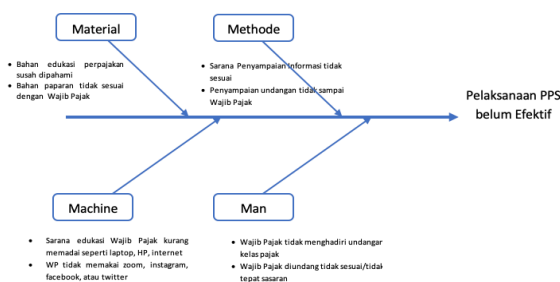 Material
Methode
• Bahan edukasi perpajakan
susah dipahami
• Bahan paparan tidak sesuai
dengan Wajib Pajak
• Sarana Penyampaian Informasi tidak
sesuai
• Penyampaian undangan tidak sampai
Wajib Pajak
Pelaksanaan PPS
belum Efektif
Machine
Man
• Sarana edukasi Wajib Pajak kurang
memadai seperti laptop, HP, internet
• WP tidak memakai zoom, instagram,
facebook, atau twitter
• Wajib Pajak tidak menghadiri undangan
kelas pajak
• Wajib Pajak diundang tidak sesuai/tidak
tepat sasaran